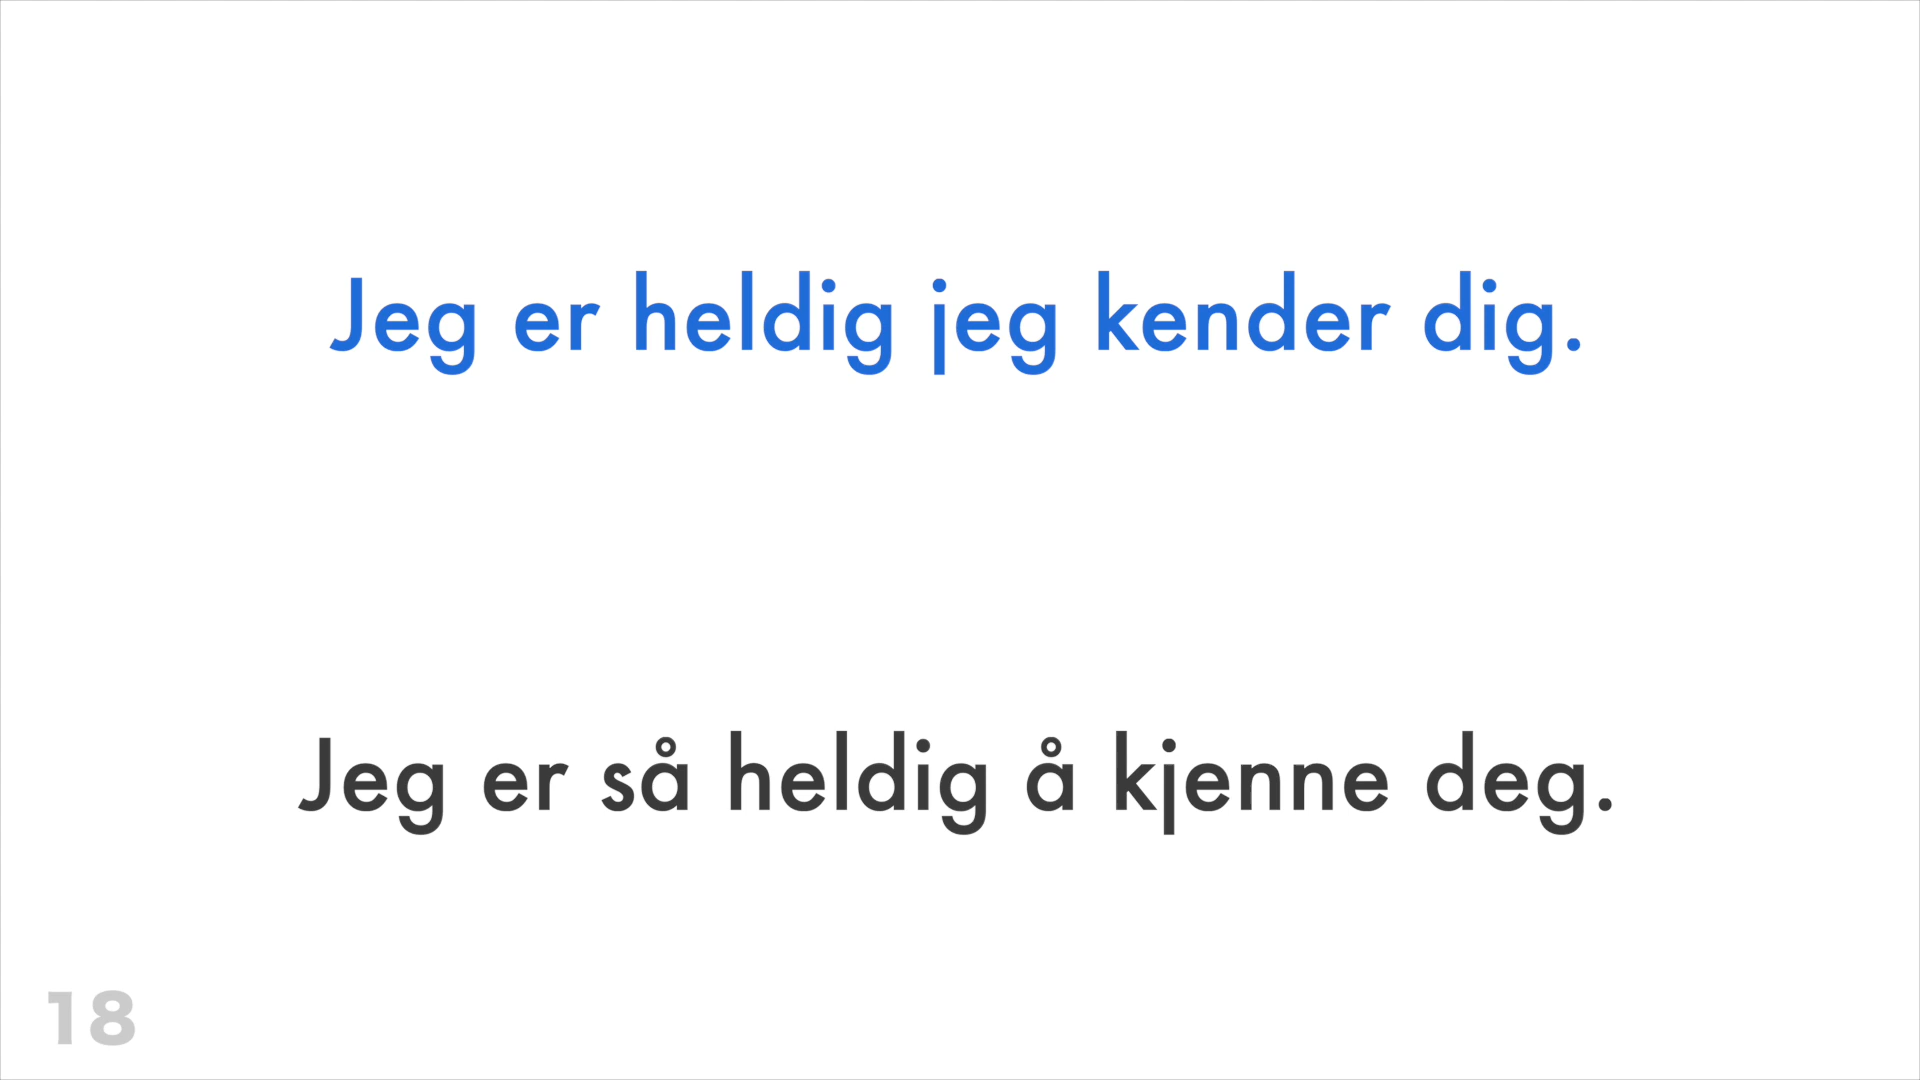 Jeg er heldig jeg kender dig.
Jeg er så heldig å kjenne deg.
18